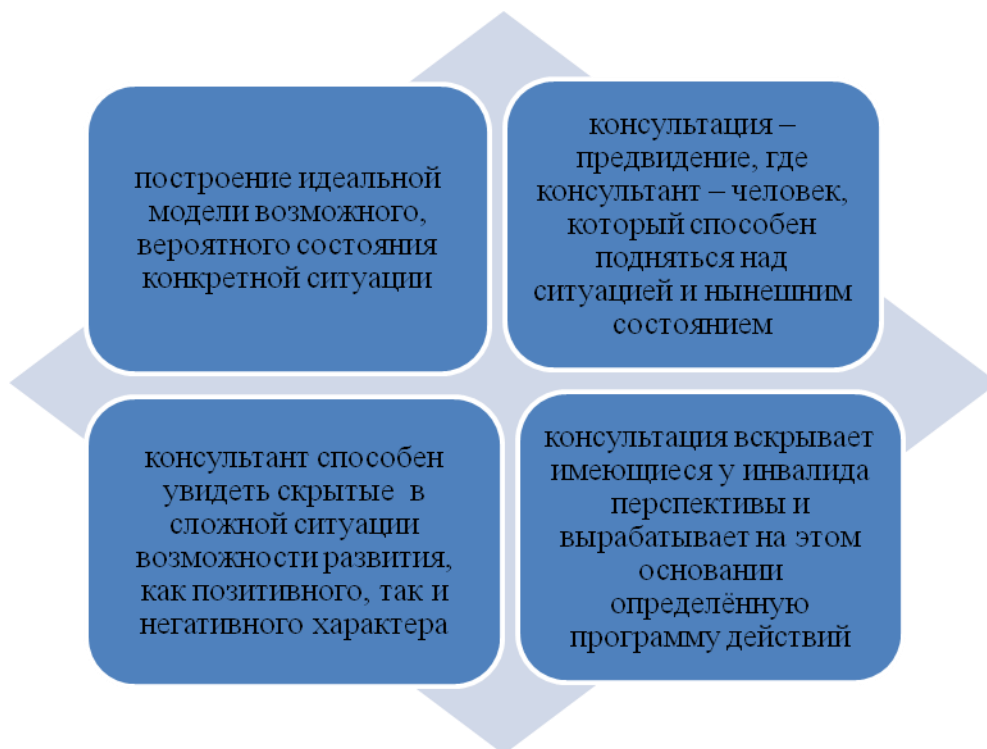 построение идеальной
модели возможного,
вероятного состояния
конкретной ситуации
консультация –
предвидение, где
консультант – человек,
который способен
подняться над
ситуацией и нынешним
состоянием
консультант способен
увидеть скрытые в
сложной ситуации
возможности развития,
как позитивного, так и
негативного характера
консультация вскрывает
имеющиеся у инвалида
перспективы и
вырабатывает на этом
основании
определённую
программу действий